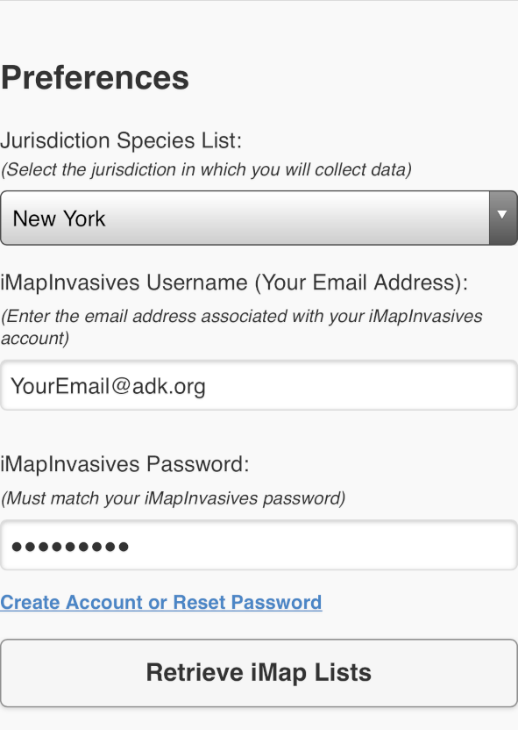 Preferences
Jurisdiction Species List:
(Select the jurisdiction in which you will collect data)
New York
iMapInvasives Username (Your Email Address):
(Enter the email address associated with your iMapInvasives
account)
YourEmail@adk.org
iMapInvasives Password:
(Must match your iMapInvasives password)
●●●●●●●●●
Create Account or Reset Password
Retrieve iMap Lists